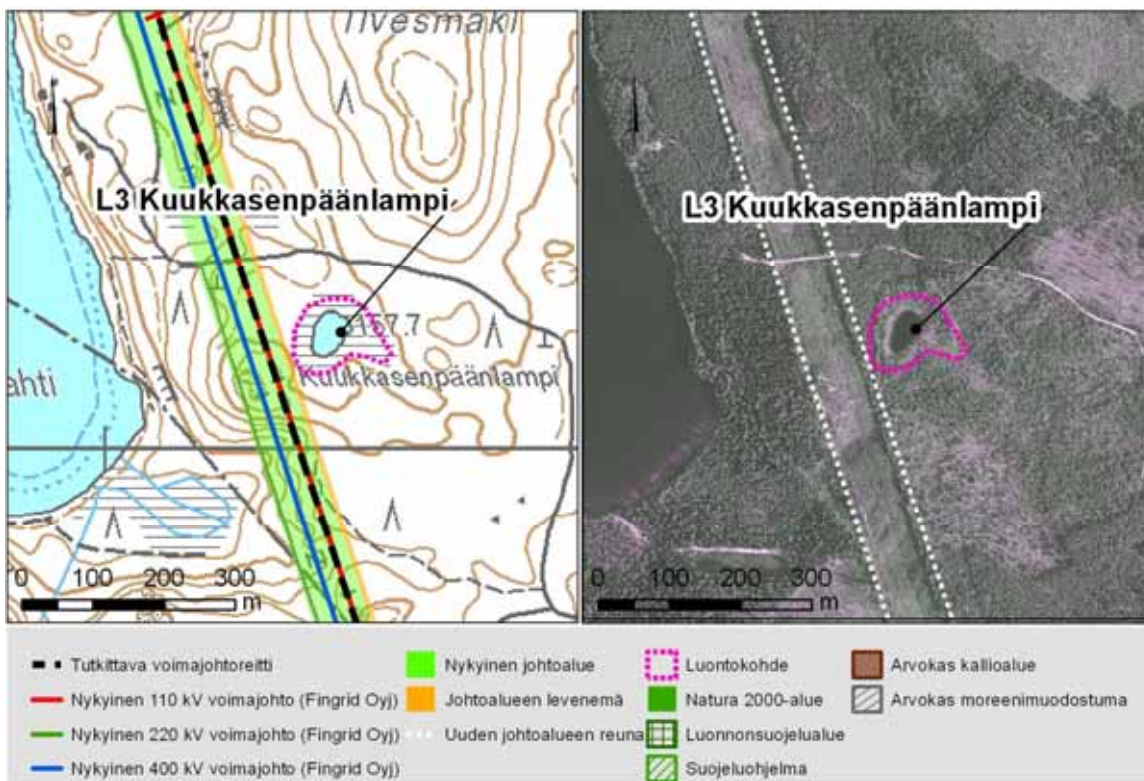 Ilvesmäki
L3 Kuukkasenpäänlampi
157.7
Kuukkasenpäänlampi
ahti
0 100 200 300
m
L3 Kuukkasenpäänlampi
0 100 200 300
m
Tutkittava voimajohtoreitti
Nykyinen 110 kV voimajohto (Fingrid Oyj)
Nykyinen 220 kV voimajohto (Fingrid Oyj)
Nykyinen 400 kV voimajohto (Fingrid Oyj)
Nykyinen johtoalue
Johtoalueen levenemä
Uuden johtoalueen reuna
Luontokohde
Natura 2000-alue
Luonnonsuojelualue
Suojeluohjelma
Arvokas kallioalue
Arvokas moreenimuodostuma